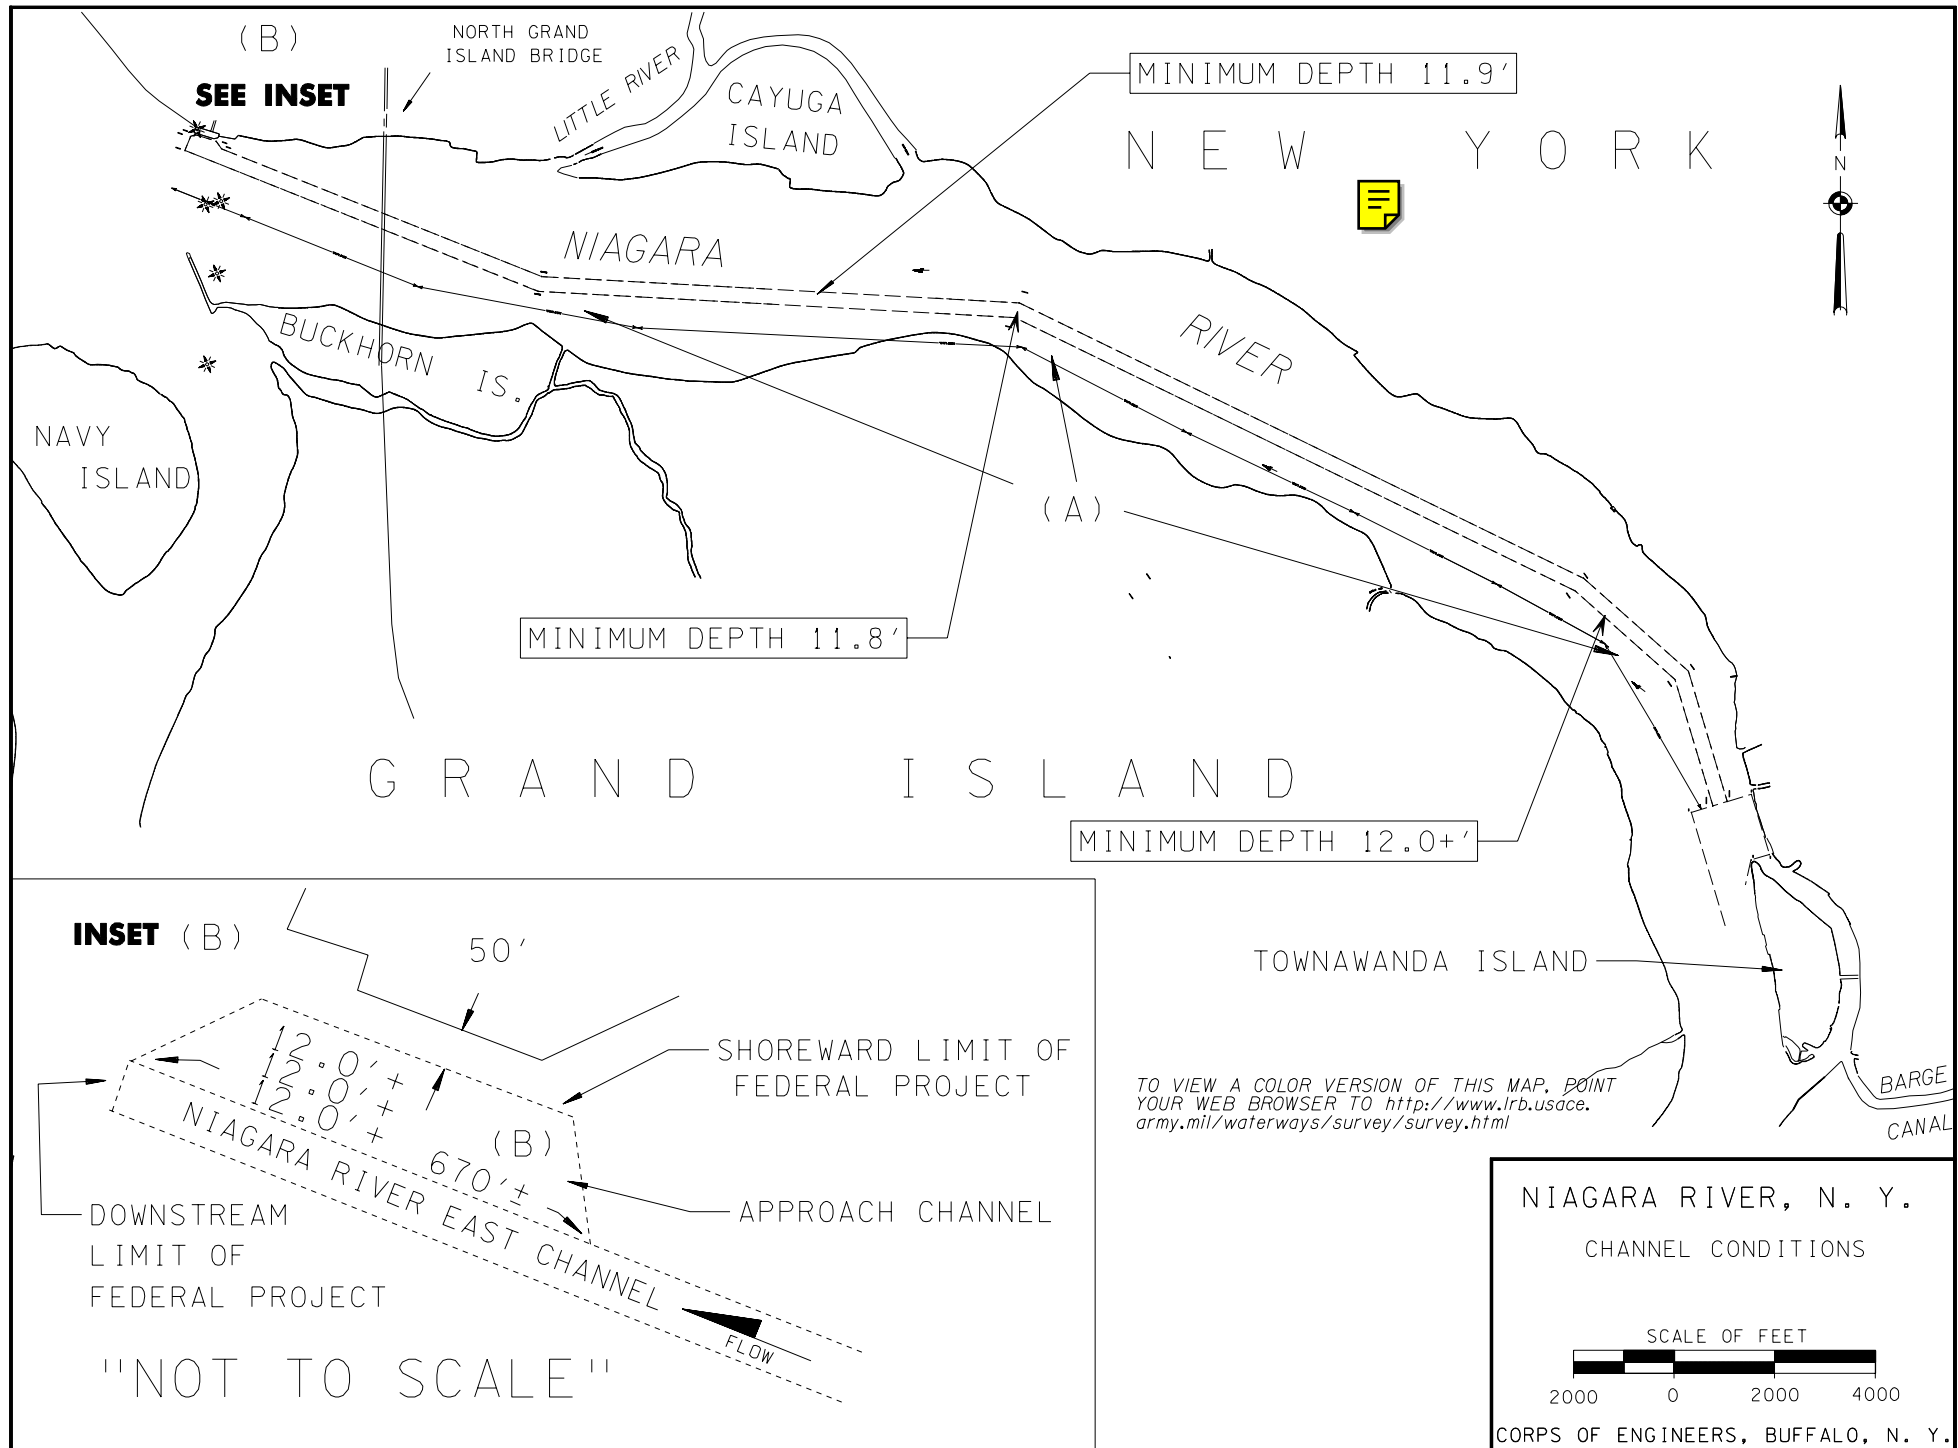 (B)
SEE INSET
NORTH GRAND
ISLAND BRIDGE
LITTLE RIVER
CAYUGA
ISLAND
MINIMUM DEPTH 11.9'
NEW YORK
N
NIAGARA
RIVER
BUCKHORN IS.
NAVY
ISLAND
(A)
MINIMUM DEPTH 11.8'
GRAND ISLAND
MINIMUM DEPTH 12.0+'
TOWNAWANDA ISLAND
TO VIEW A COLOR VERSION OF THIS MAP, POINT
YOUR WEB BROWSER TO http://www.lrb.usace.
army.mil/waterways/survey/survey.html
BARGE
CANAL
INSET (B)
50'
12.0'+
12.0'+
12.0'+
SHOREWARD LIMIT OF
FEDERAL PROJECT
(B)
670'±
NIAGARA RIVER EAST CHANNEL
APPROACH CHANNEL
DOWNSTREAM
LIMIT OF
FEDERAL PROJECT
FLOW
"NOT TO SCALE"
NIAGARA RIVER, N. Y.
CHANNEL CONDITIONS
SCALE OF FEET
2000 0 2000 4000
CORPS OF ENGINEERS, BUFFALO, N. Y.